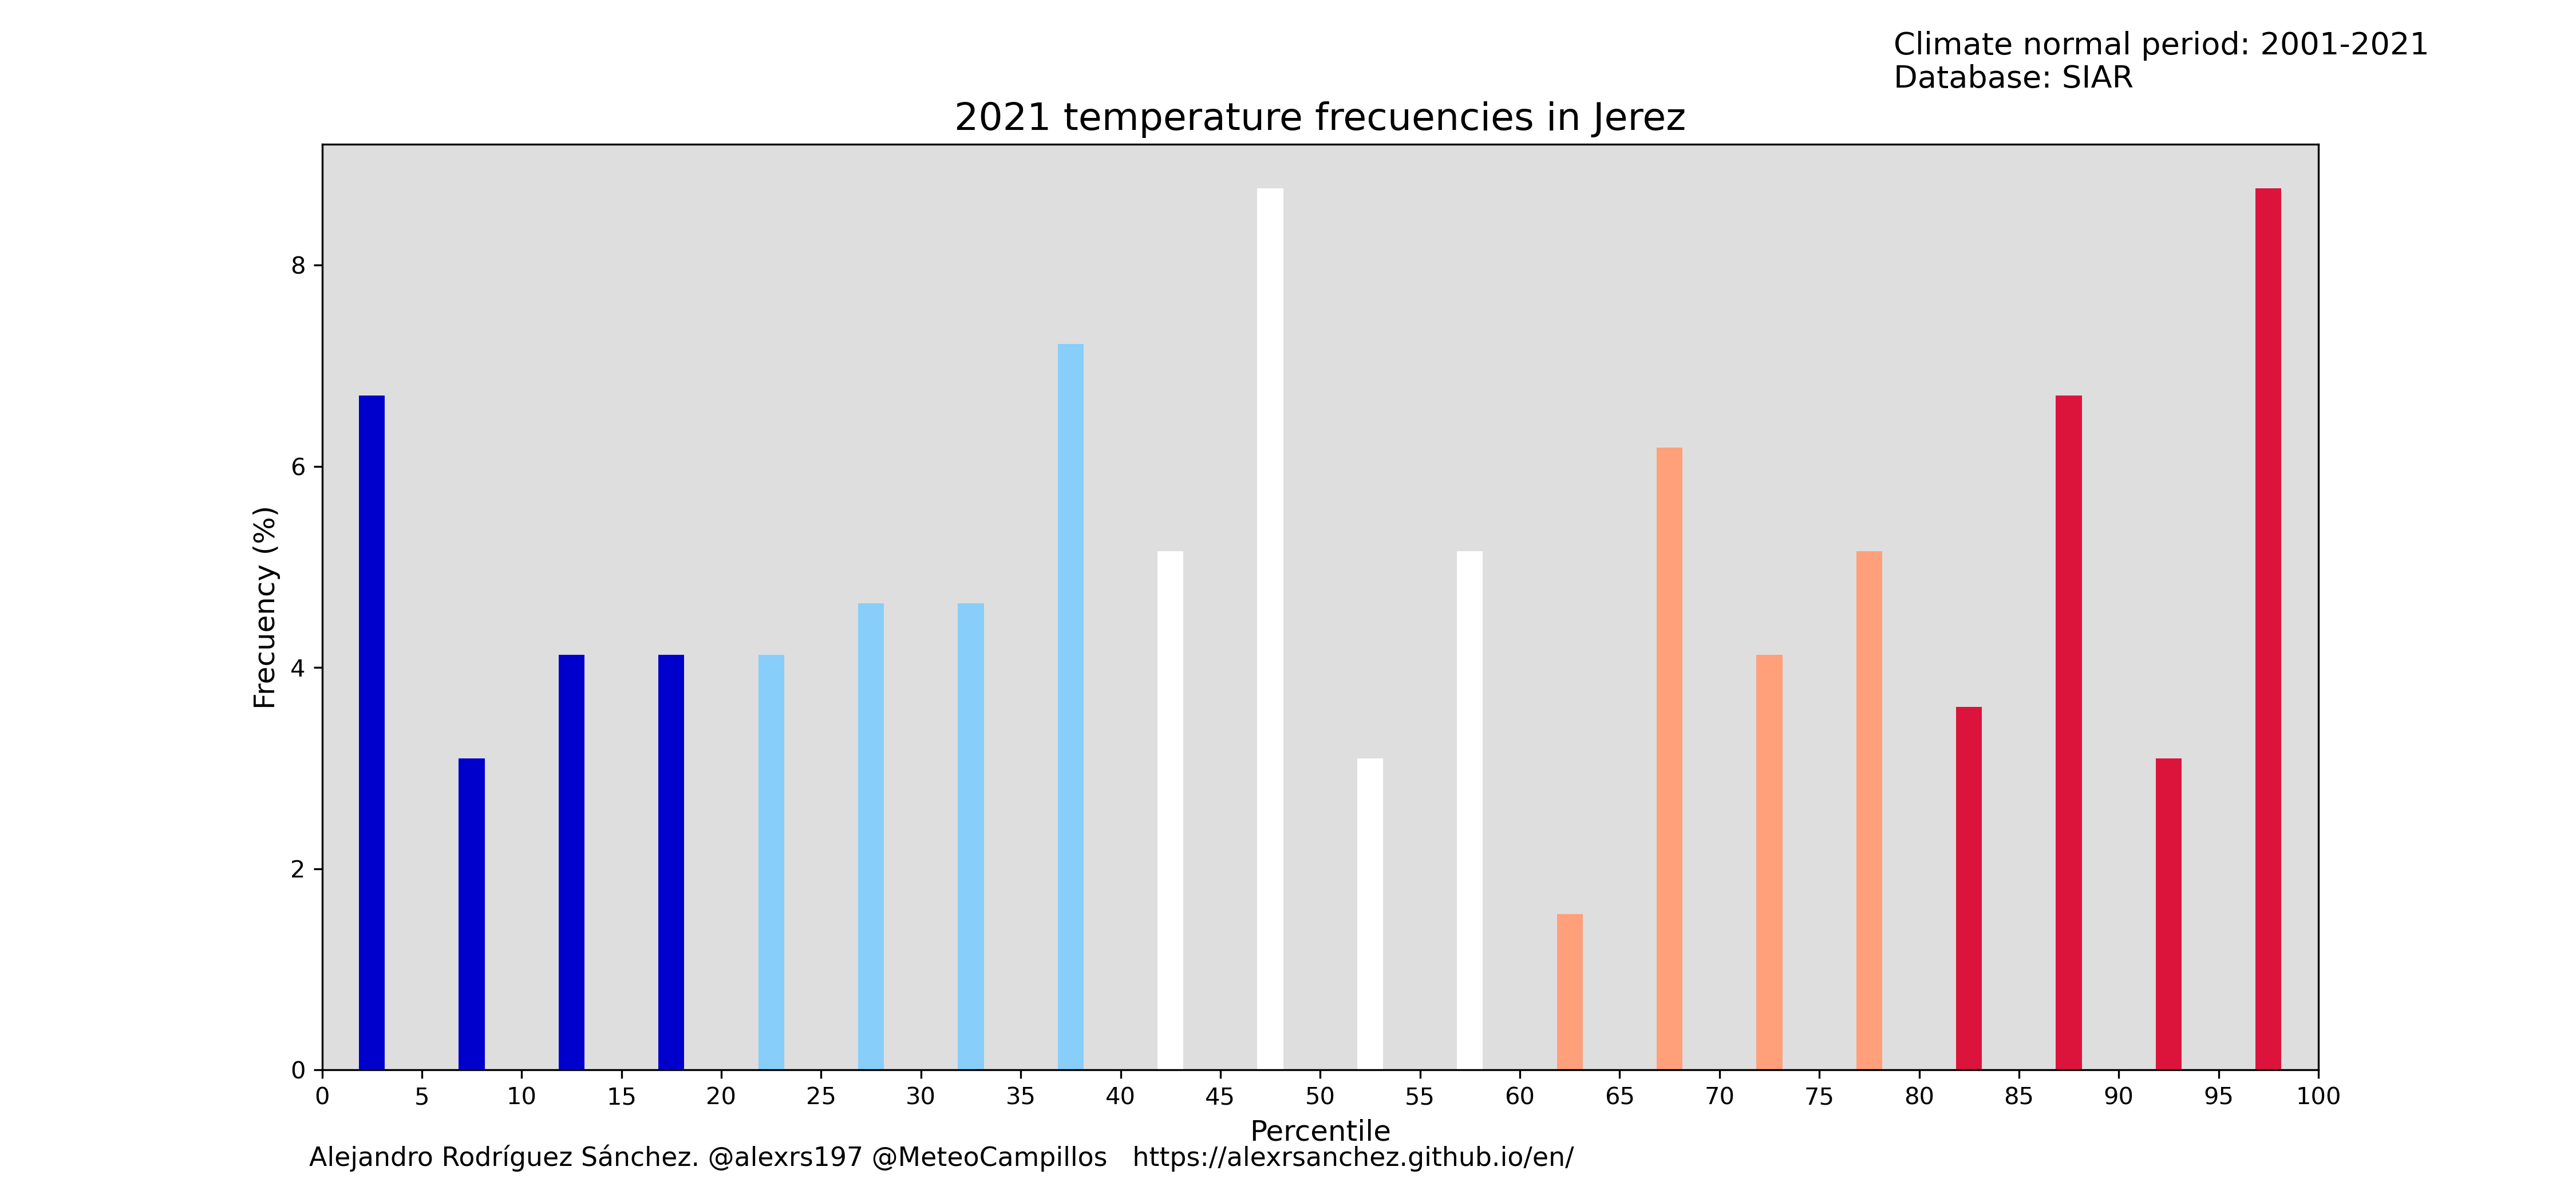 Climate normal period: 2001-2021
Database: SIAR
2021 temperature frecuencies in Jerez
8
6
4
2
0
Frecuency (%)
0 5 10 15 20 25 30 35 40 45 50 55 60 65 70 75 80 85 90 95 100
Percentile
Alejandro Rodríguez Sánchez. @alexrs197 @MeteoCampillos https://alexrsanchez.github.io/en/